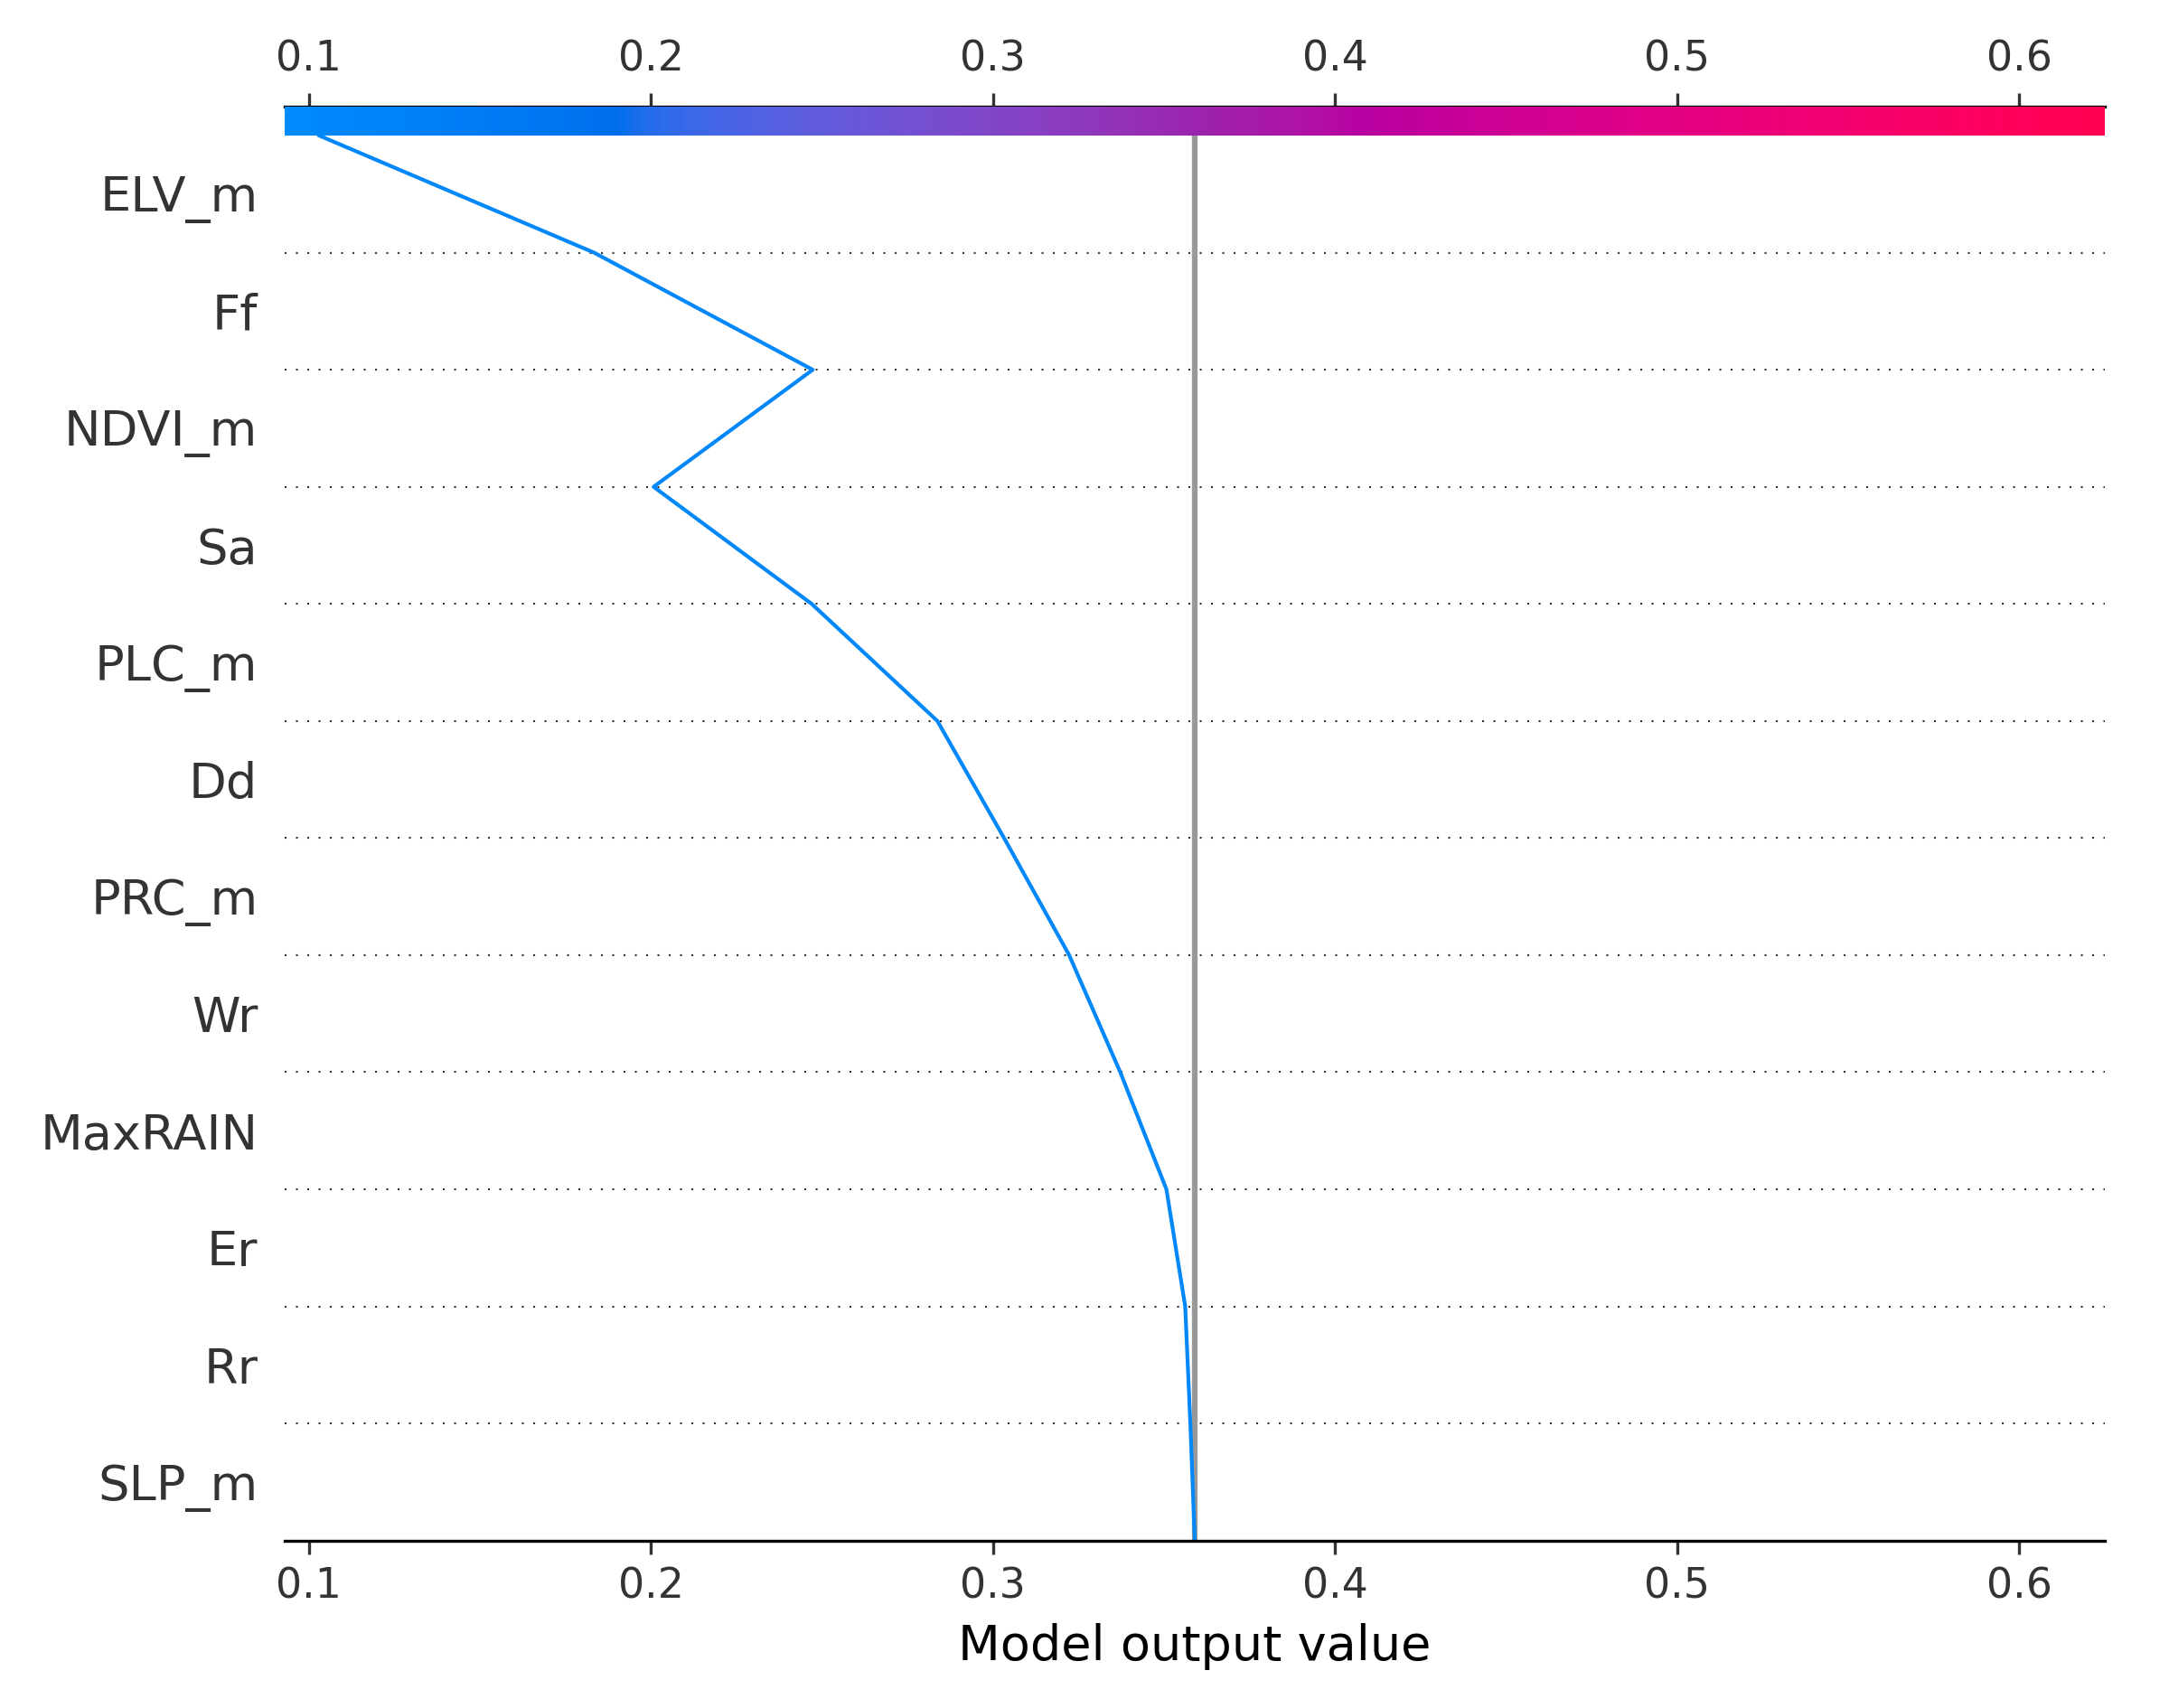 0.1 0.2 0.3 0.4 0.5 0.6
ELV_m
Ff
NDVI_m
Sa
PLC_m
Dd
PRC_m
Wr
MaxRAIN
Er
Rr
SLP_m
0.1 0.2 0.3 0.4 0.5 0.6
Model output value